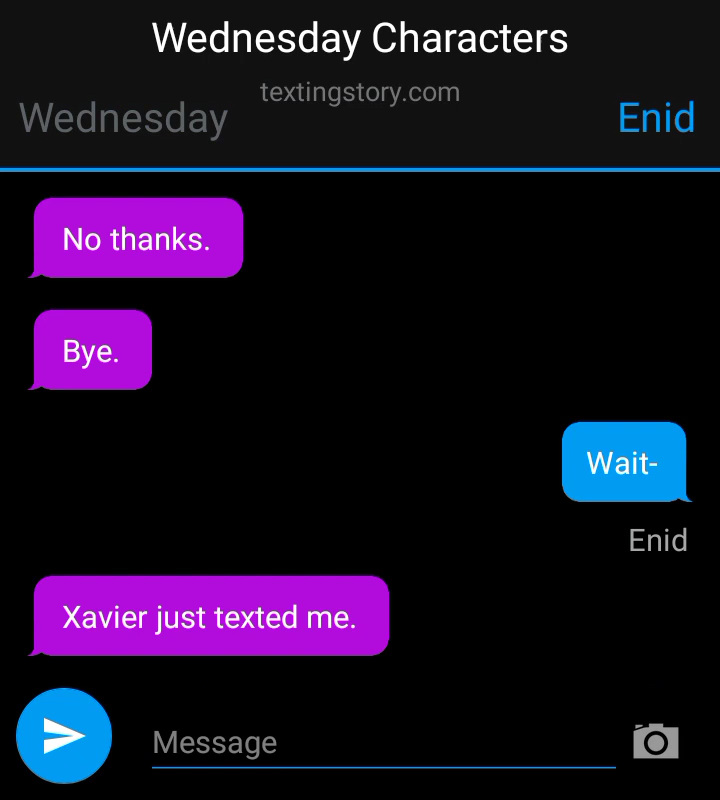 Wednesday Characters
textingstory.com
Wednesday
Enid
No thanks.
Bye.
Wait-
Enid
Xavier just texted me.
Message